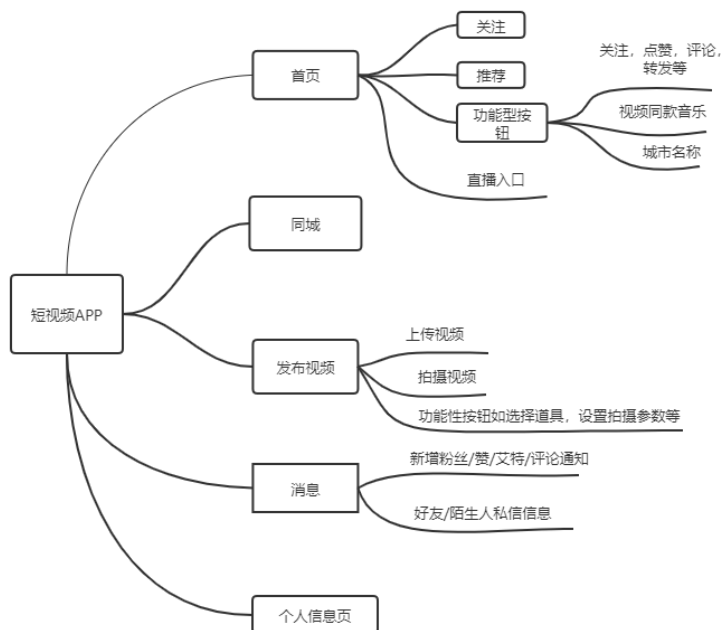 关注
关注，点赞，评论，
转发等
首页
推荐
视频同款音乐
功能型按
钮
城市名称
直播入口
同城
短视频APP
上传视频
发布视频
拍摄视频
功能性按钮如选择道具，设置拍摄参数等
新增粉丝/赞/艾特/评论通知
消息
好友/陌生人私信信息
个人信息页